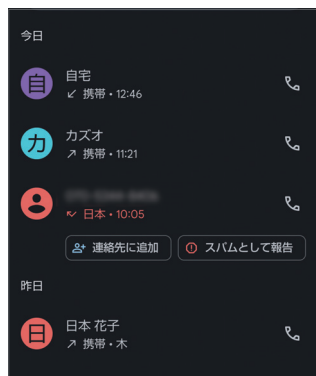 今日
自 自宅
↙ 携帯 • 12:46
カ カズオ
↗ 携帯 • 11:21
日本 • 10:05
連絡先に追加 スパムとして報告
昨日
日 日本 花子
↗ 携帯 • 木